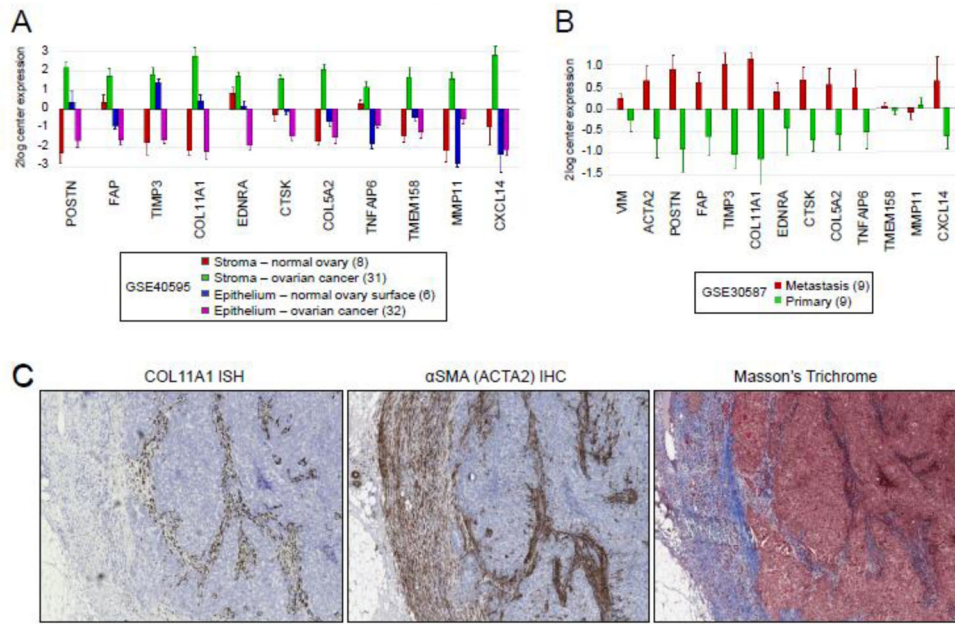 A
2log center expression
3
2
1
0
-1
-2
-3
POSTN
FAP
TIMP3
COL11A1
EDNRA
CTSK
COL5A2
TNFAIP6
TMEM158
MMP11
CXCL14
GSE40595
Stroma – normal ovary (8)
Stroma – ovarian cancer (31)
Epithelium – normal ovary surface (6)
Epithelium – ovarian cancer (32)
B
2log center expression
1.0
0.5
0.0
-0.5
-1.0
-1.5
VIM
ACTA2
POSTN
FAP
TIMP3
COL11A1
EDNRA
CTSK
COL5A2
TNFAIP6
TMEM158
MMP11
CXCL14
GSE30587
Metastasis (9)
Primary (9)
C
COL11A1 ISH
αSMA (ACTA2) IHC
Masson's Trichrome